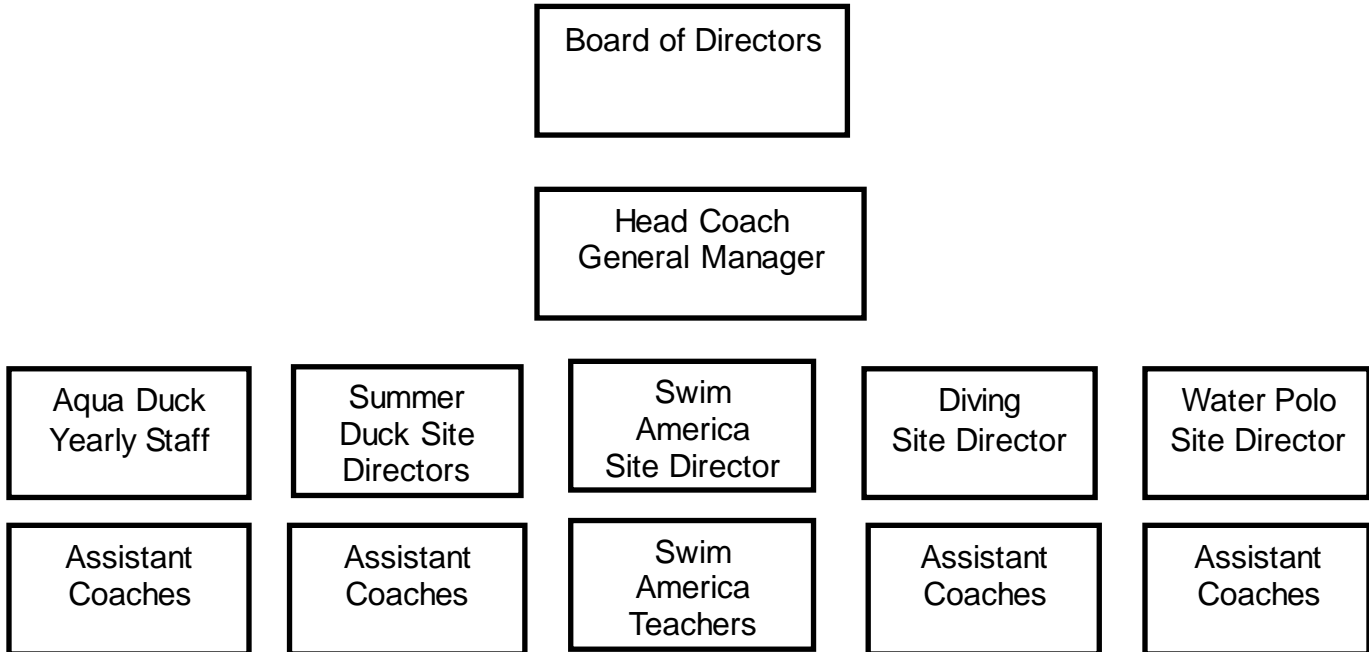 Board of Directors
Head Coach
General Manager
Aqua Duck
Yearly Staff
Summer
Duck Site
Directors
Swim
America
Site Director
Diving
Site Director
Water Polo
Site Director
Assistant
Coaches
Assistant
Coaches
Swim
America
Teachers
Assistant
Coaches
Assistant
Coaches